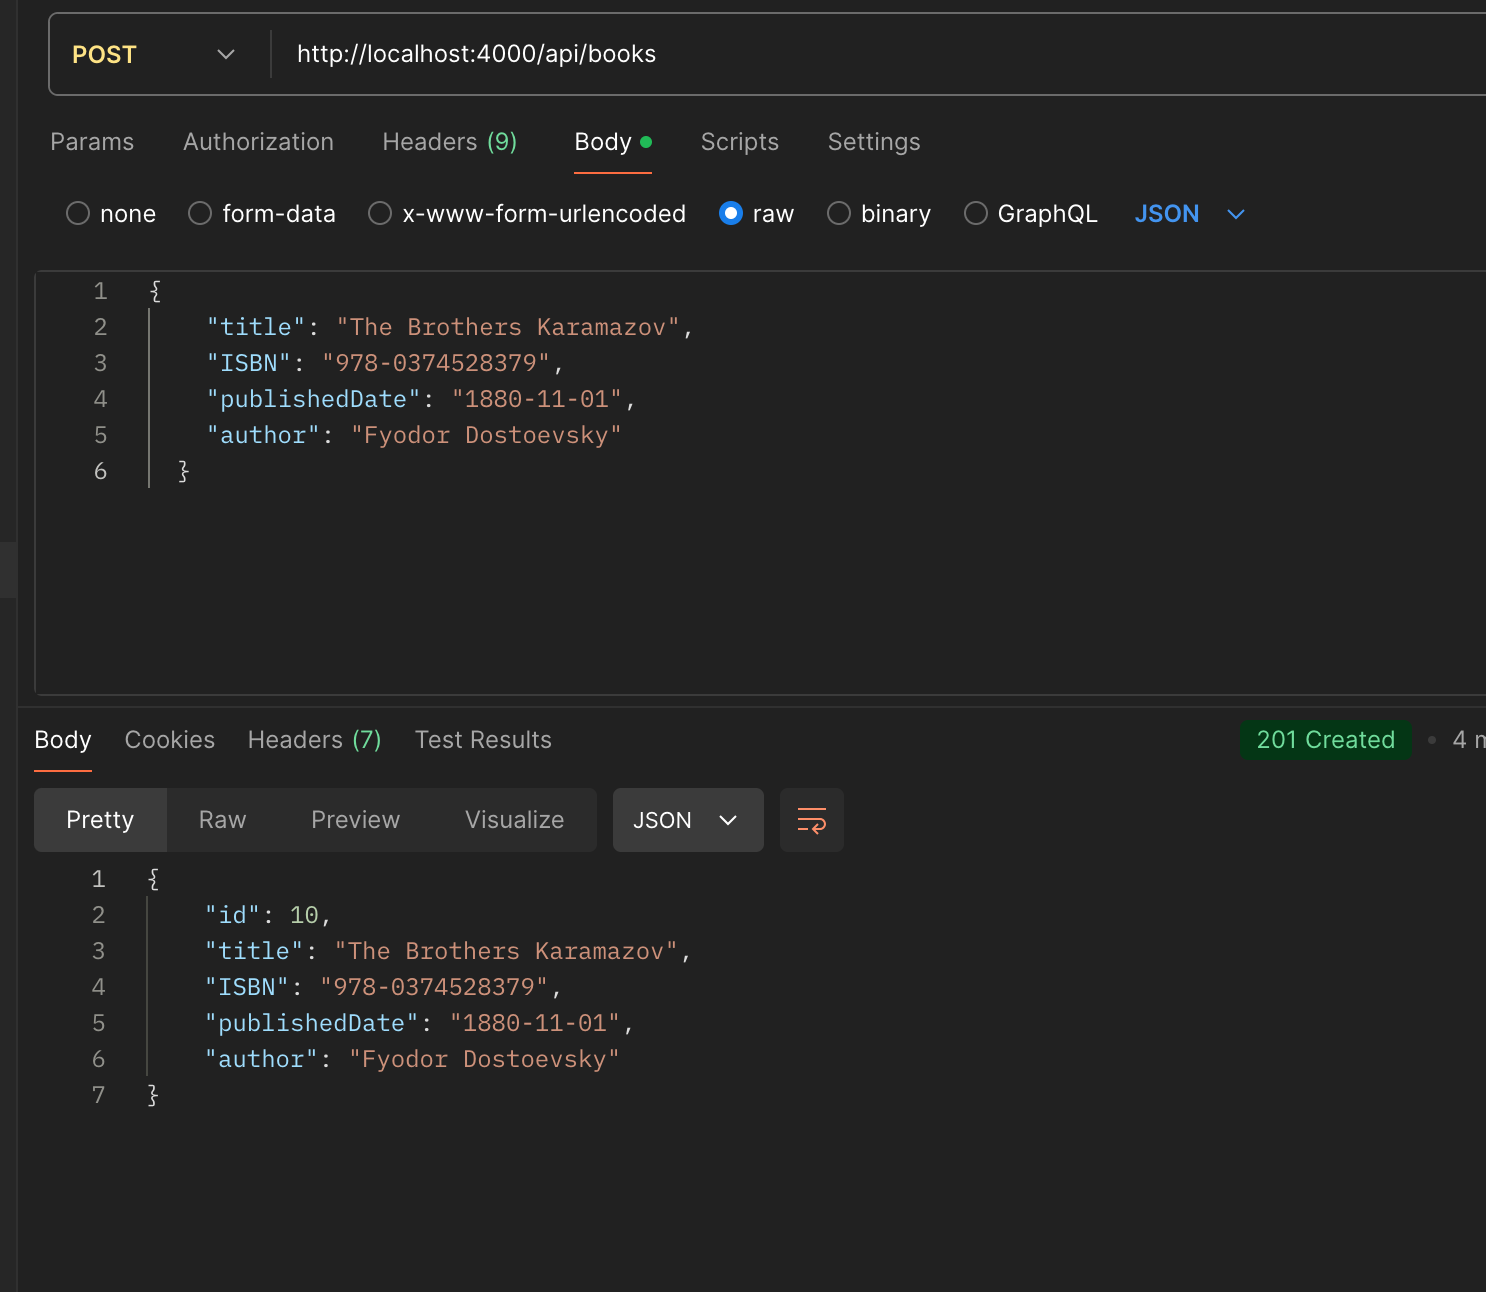 POST http://localhost:4000/api/books
Params Authorization Headers (9) Body Scripts Settings
none form-data x-www-form-urlencoded raw binary GraphQL JSON
1 {
2 "title": "The Brothers Karamazov",
3 "ISBN": "978-0374528379",
4 "publishedDate": "1880-11-01",
5 "author": "Fyodor Dostoevsky"
6 }
Body Cookies Headers (7) Test Results 201 Created • 4 m
Pretty Raw Preview Visualize JSON
1 {
2 "id": 10,
3 "title": "The Brothers Karamazov",
4 "ISBN": "978-0374528379",
5 "publishedDate": "1880-11-01",
6 "author": "Fyodor Dostoevsky"
7 }